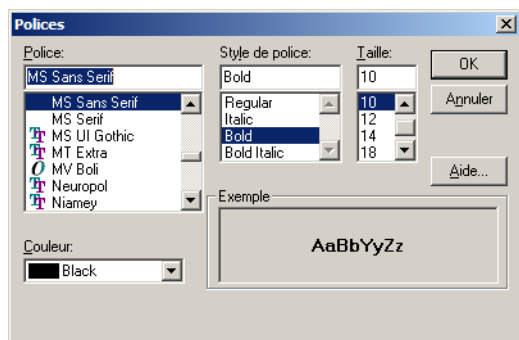 Polices
Police:
MS Sans Serif
MS Sans Serif
MS Serif
MS UI Gothic
MT Extra
MV Boli
Neuropol
Niamey
Style de police:
Bold
Regular
Italic
Bold
Bold Italic
Taille:
10
10
12
14
18
OK
Annuler
Aide...
Couleur:
Black
Exemple
AaBbYyZz